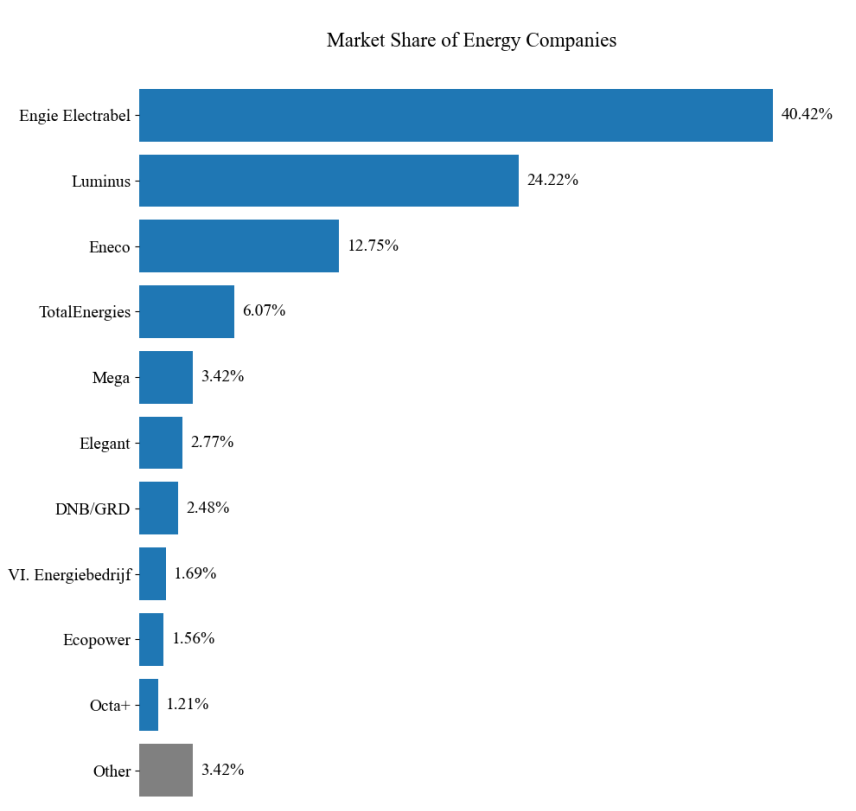 Market Share of Energy Companies
Engie Electrabel 40.42%
Luminus 24.22%
Eneco 12.75%
TotalEnergies 6.07%
Mega 3.42%
Elegant 2.77%
DNB/GRD 2.48%
VI. Energiebedrijf 1.69%
Ecopower 1.56%
Octa+ 1.21%
Other 3.42%